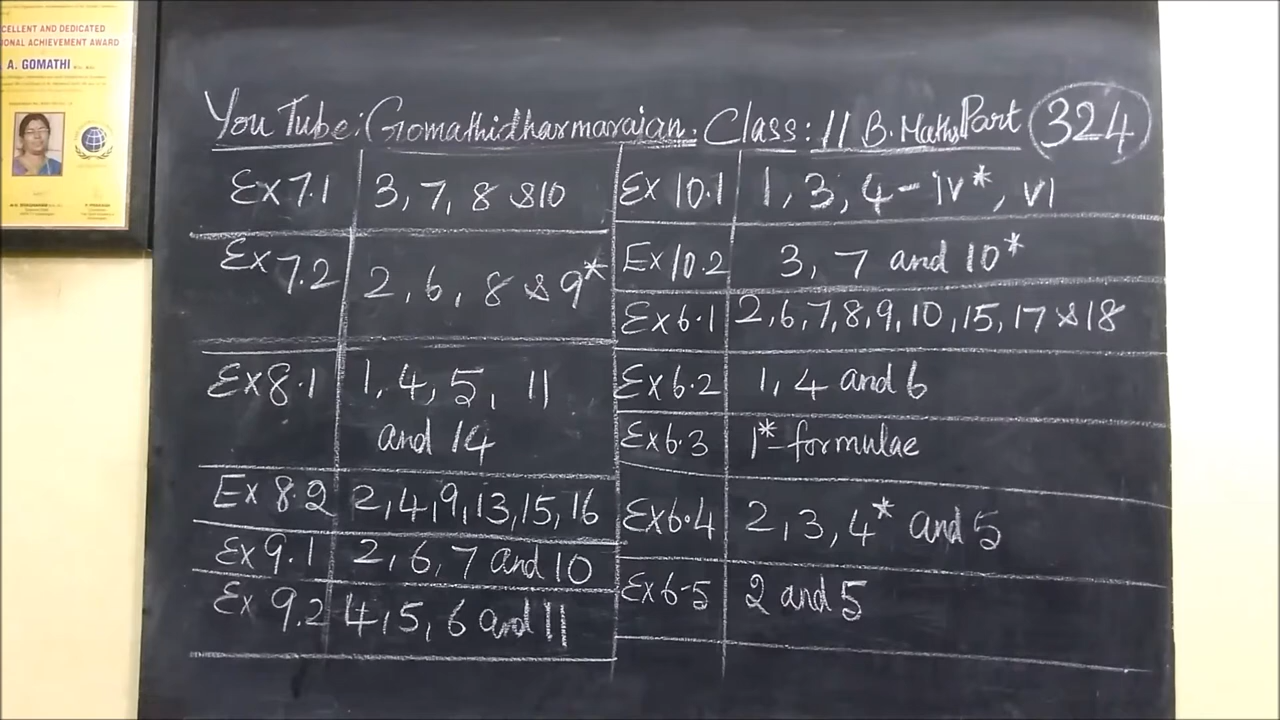 CELLENT AND DEDICATED
IONAL ACHIEVEMENT AWARD
. A. GOMATHI
You Tube: Gomathidharmarajan. Class: 11 B. Maths Part 324
Ex 7.1 3, 7, 8 & 10
Ex 7.2 2, 6, 8 & 9*
Ex 8.1 1, 4, 5, 11
and 14
Ex 8.2 2, 4, 9, 13, 15, 16
Ex 9.1 2, 6, 7 and 10
Ex 9.2 4, 5, 6 and 11
Ex 10.1 1, 3, 4 - iv*, vi
Ex 10.2 3, 7 and 10*
Ex 6.1 2, 6, 7, 8, 9, 10, 15, 17 & 18
Ex 6.2 1, 4 and 6
Ex 6.3 1* - formulae
Ex 6.4 2, 3, 4* and 5
Ex 6.5 2 and 5